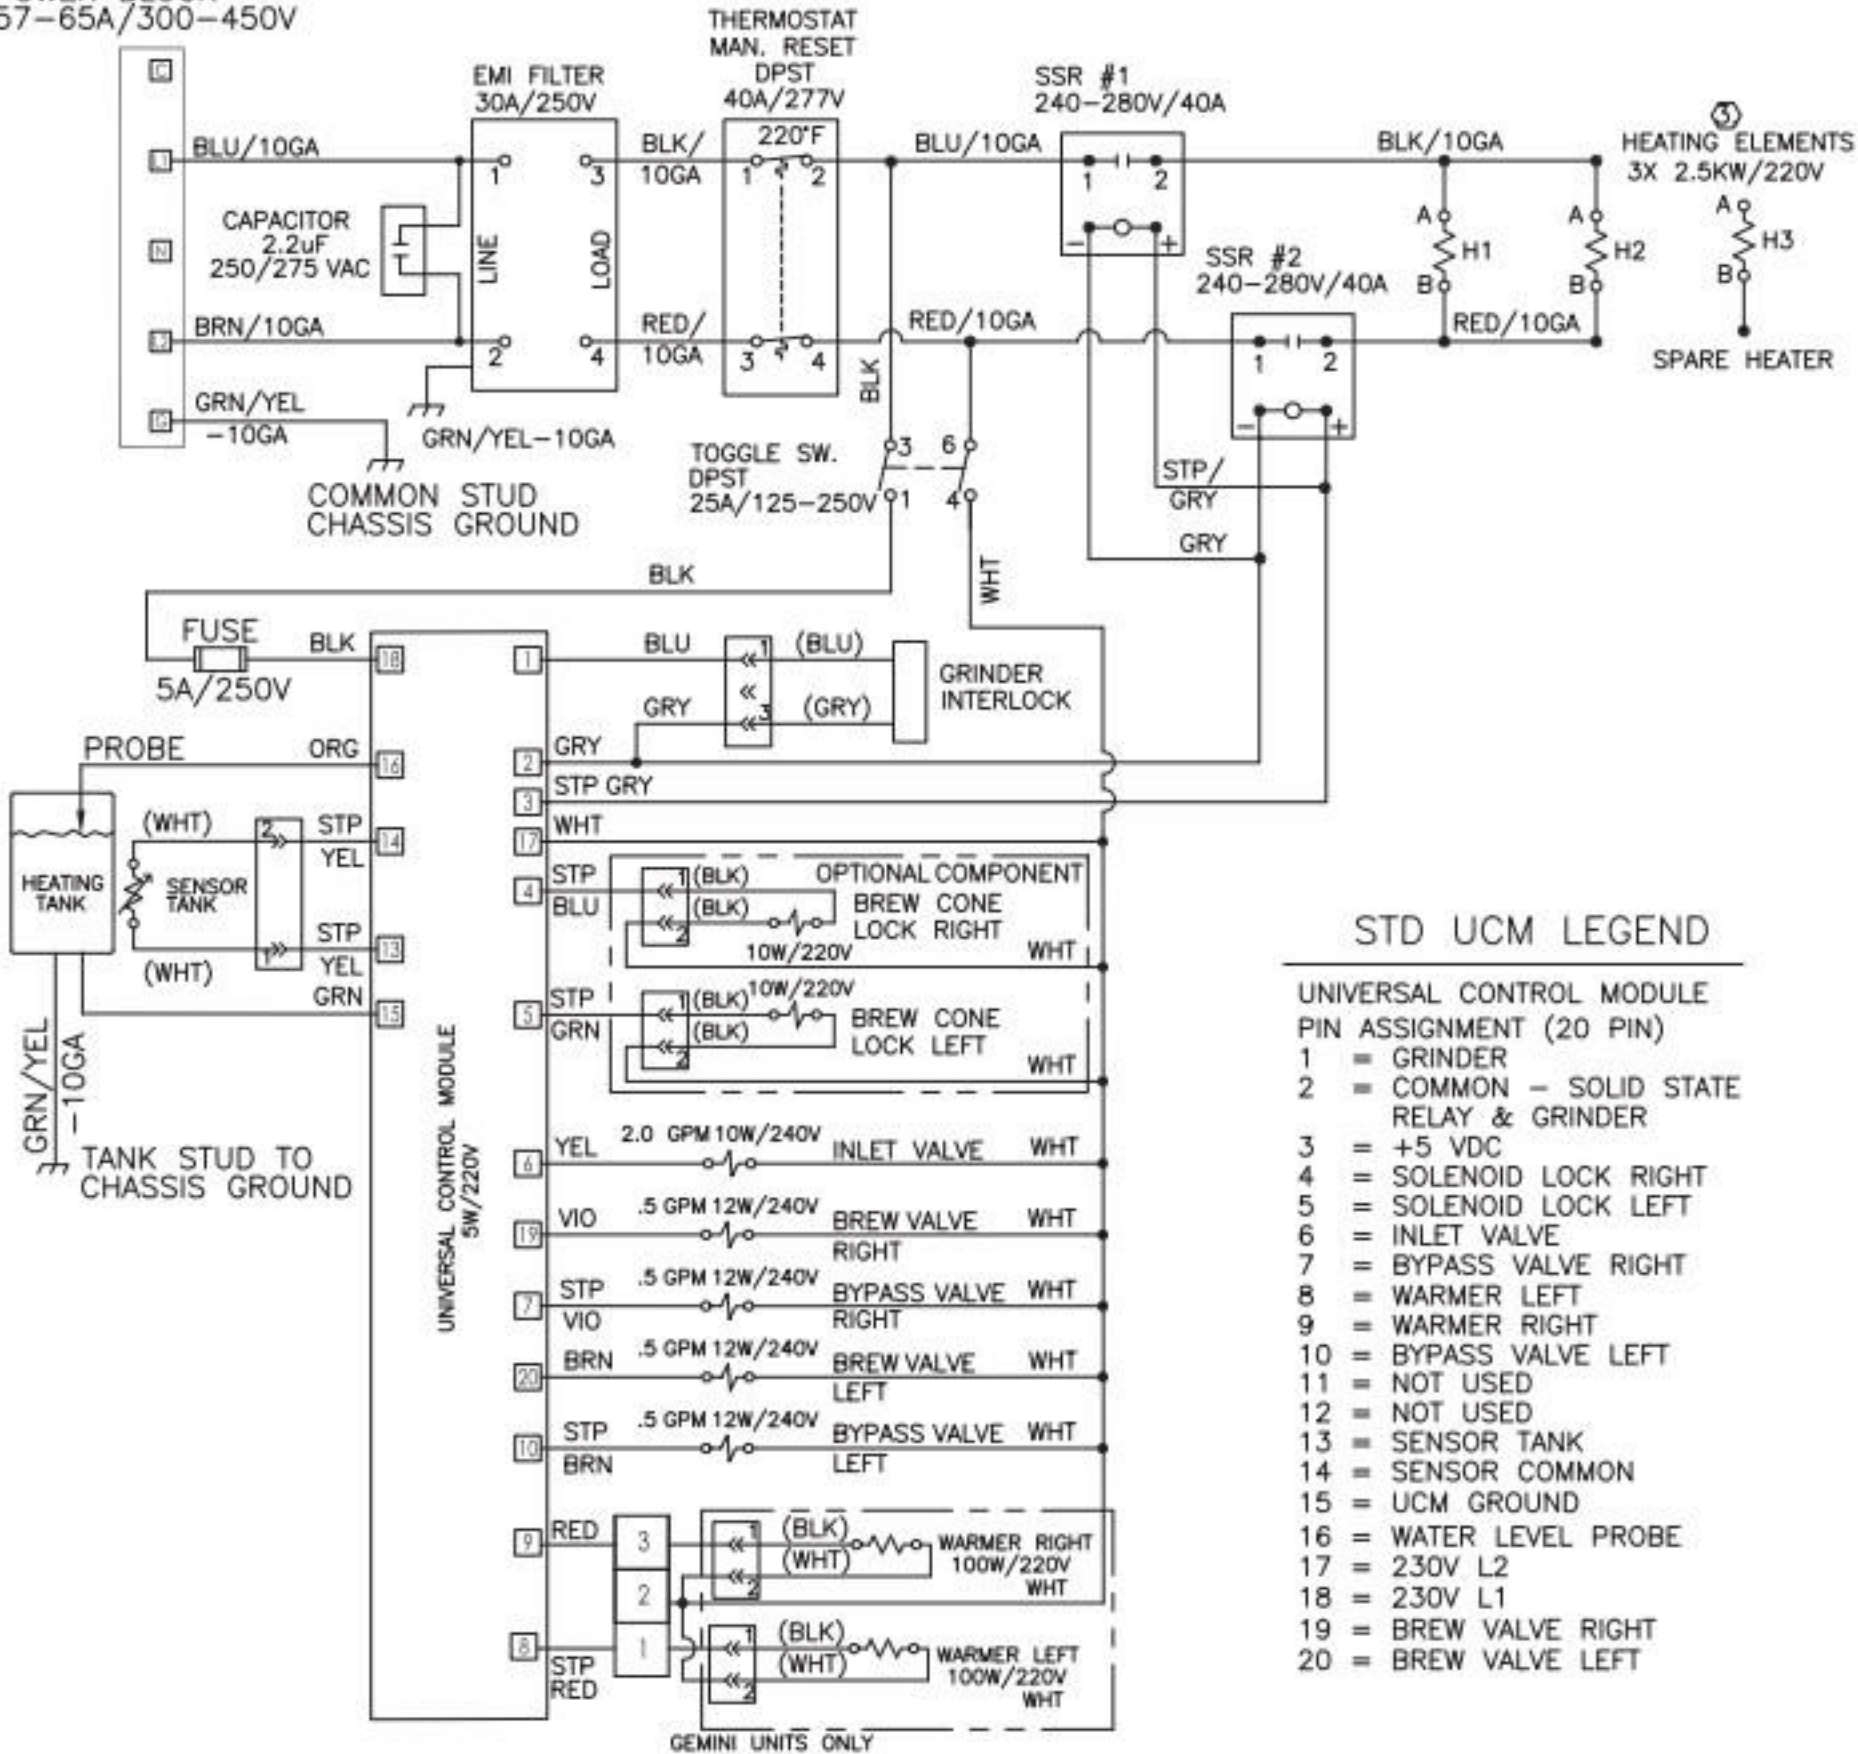 57-65A/300-450V
THERMOSTAT
MAN. RESET
DPST
40A/277V
EMI FILTER
30A/250V
SSR #1
240-280V/40A
3
HEATING ELEMENTS
3X 2.5KW/220V
C
L1
BLU/10GA
1
3
BLK/
10GA
220°F
1
2
BLU/10GA
1
2
BLK/10GA
CAPACITOR
2.2uF
250/275 VAC
LINE
LOAD
N
-
+
SSR #2
240-280V/40A
A
H1
B
A
H2
B
A
H3
B
L2
BRN/10GA
2
4
RED/
10GA
3
4
RED/10GA
1
2
RED/10GA
SPARE HEATER
BLK
G
GRN/YEL
-10GA
GRN/YEL-10GA
-
+
COMMON STUD
CHASSIS GROUND
TOGGLE SW.
DPST
25A/125-250V
3
6
1
4
STP/
GRY
GRY
WHT
BLK
FUSE
5A/250V
BLK
18
1
BLU
1
(BLU)
GRINDER
INTERLOCK
GRY
3
(GRY)
PROBE
ORG
16
2
GRY
3
STP GRY
17
WHT
HEATING
TANK
(WHT)
SENSOR
TANK
2
STP
YEL
14
(WHT)
1
STP
YEL
13
GRN
15
GRN/YEL
-10GA
TANK STUD TO
CHASSIS GROUND
UNIVERSAL CONTROL MODULE
5W/220V
OPTIONAL COMPONENT
4
STP
BLU
1
(BLK)
(BLK)
2
BREW CONE
LOCK RIGHT
10W/220V
WHT
5
STP
GRN
1
(BLK)
10W/220V
(BLK)
2
BREW CONE
LOCK LEFT
WHT
6
YEL
2.0 GPM 10W/240V
INLET VALVE
WHT
19
VIO
.5 GPM 12W/240V
BREW VALVE
RIGHT
WHT
7
STP
VIO
.5 GPM 12W/240V
BYPASS VALVE
RIGHT
WHT
20
BRN
.5 GPM 12W/240V
BREW VALVE
LEFT
WHT
10
STP
BRN
.5 GPM 12W/240V
BYPASS VALVE
LEFT
WHT
9
RED
3
2
1
1
(BLK)
(WHT)
2
WARMER RIGHT
100W/220V
WHT
8
STP
RED
1
(BLK)
(WHT)
2
WARMER LEFT
100W/220V
WHT
GEMINI UNITS ONLY
STD UCM LEGEND
UNIVERSAL CONTROL MODULE
PIN ASSIGNMENT (20 PIN)
1 = GRINDER
2 = COMMON - SOLID STATE
RELAY & GRINDER
3 = +5 VDC
4 = SOLENOID LOCK RIGHT
5 = SOLENOID LOCK LEFT
6 = INLET VALVE
7 = BYPASS VALVE RIGHT
8 = WARMER LEFT
9 = WARMER RIGHT
10 = BYPASS VALVE LEFT
11 = NOT USED
12 = NOT USED
13 = SENSOR TANK
14 = SENSOR COMMON
15 = UCM GROUND
16 = WATER LEVEL PROBE
17 = 230V L2
18 = 230V L1
19 = BREW VALVE RIGHT
20 = BREW VALVE LEFT